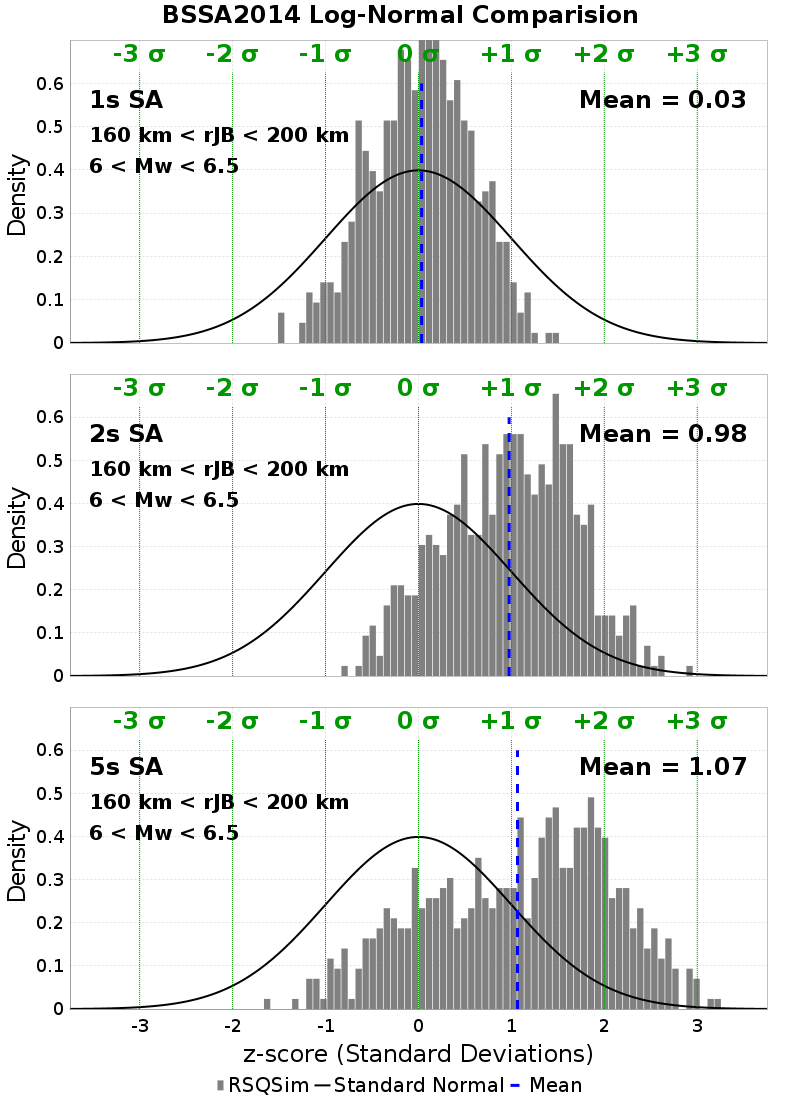 BSSA2014 Log-Normal Comparision
-3 σ -2 σ -1 σ 0 σ +1 σ +2 σ +3 σ
0.6
1s SA Mean = 0.03
0.5
160 km < rJB < 200 km
6 < Mw < 6.5
0.4
Density
0.3
0.2
0.1
0
-3 σ -2 σ -1 σ 0 σ +1 σ +2 σ +3 σ
0.6
2s SA Mean = 0.98
0.5
160 km < rJB < 200 km
6 < Mw < 6.5
0.4
Density
0.3
0.2
0.1
0
-3 σ -2 σ -1 σ 0 σ +1 σ +2 σ +3 σ
0.6
5s SA Mean = 1.07
0.5
160 km < rJB < 200 km
6 < Mw < 6.5
0.4
Density
0.3
0.2
0.1
0
-3 -2 -1 0 1 2 3
z-score (Standard Deviations)
RSQSim Standard Normal Mean